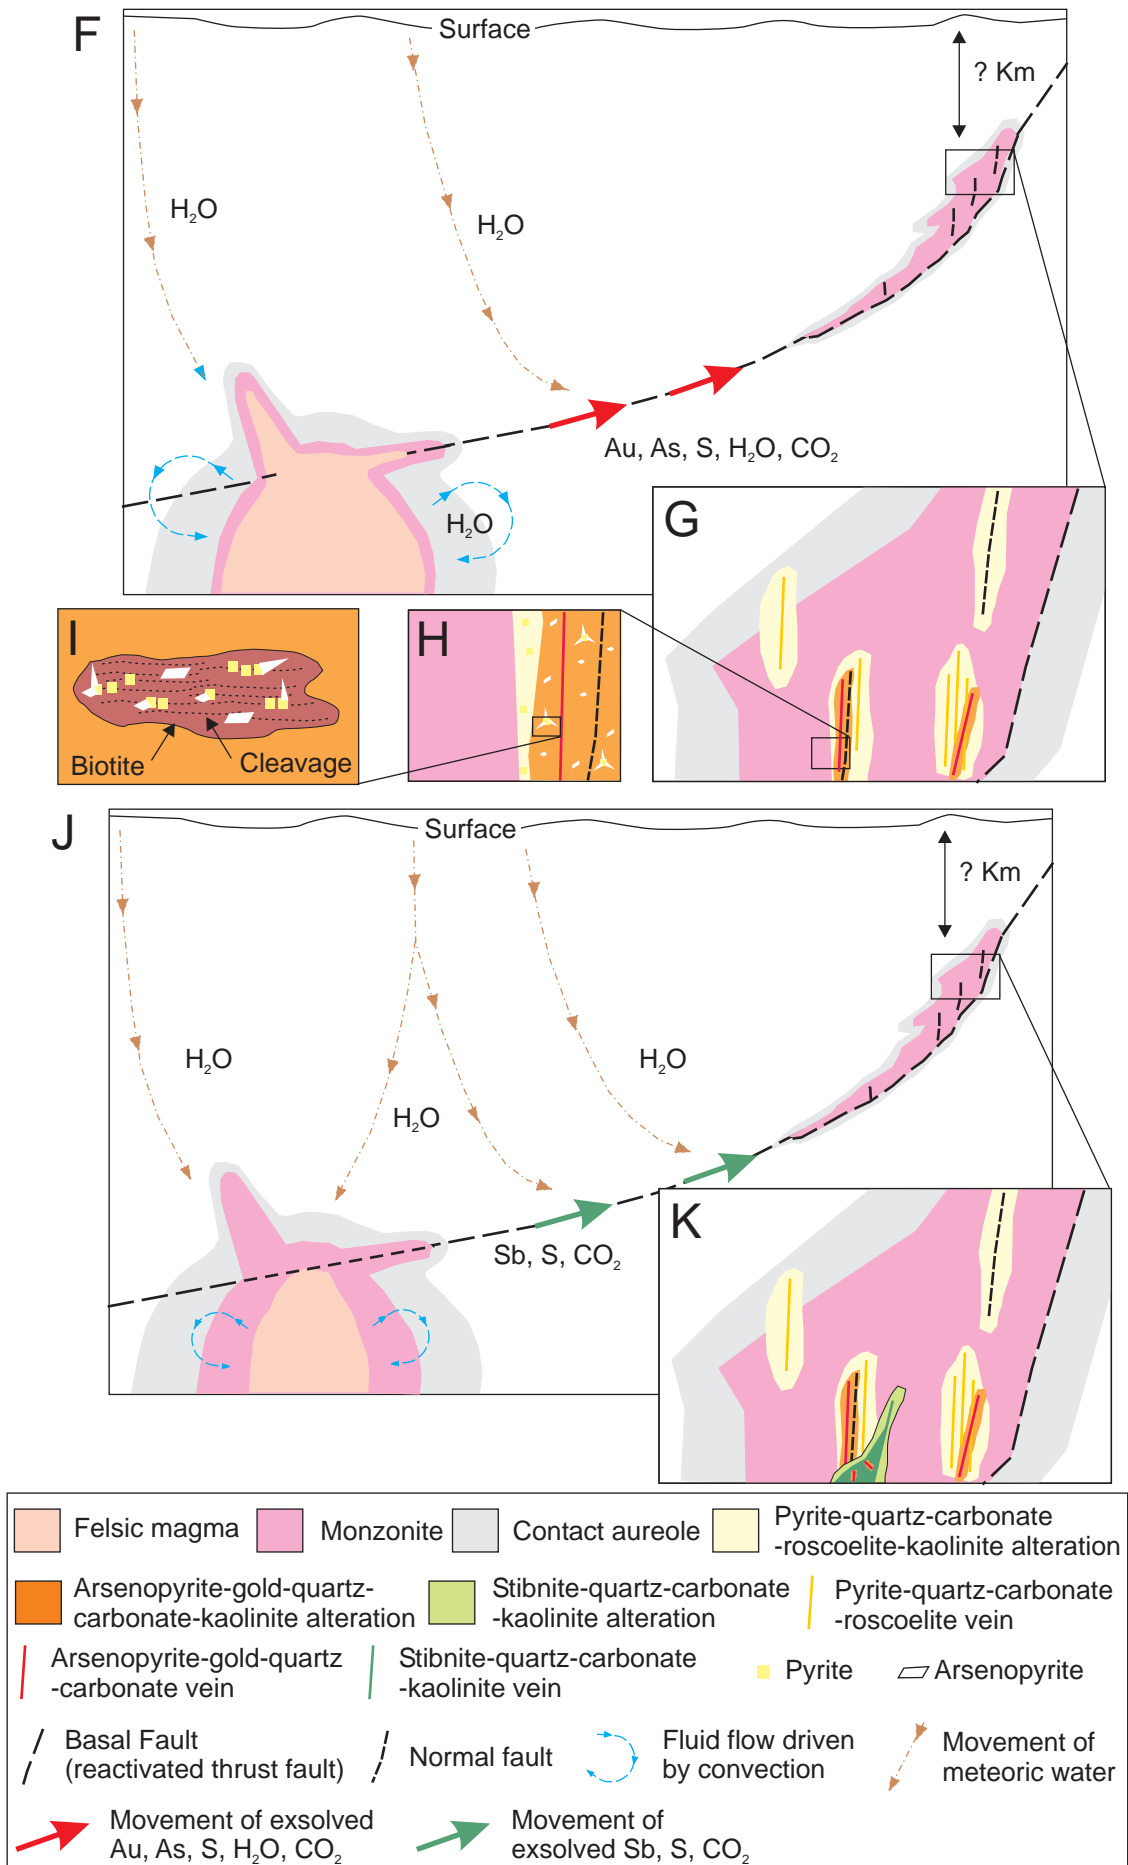 F
Surface
? Km
H₂O
H₂O
Au, As, S, H₂O, CO₂
H₂O
G
I
Biotite
Cleavage
H
J
Surface
? Km
H₂O
H₂O
H₂O
Sb, S, CO₂
K
Felsic magma
Monzonite
Contact aureole
Pyrite-quartz-carbonate
-roscoelite-kaolinite alteration
Arsenopyrite-gold-quartz-
carbonate-kaolinite alteration
Stibnite-quartz-carbonate
-kaolinite alteration
Pyrite-quartz-carbonate
-roscoelite vein
Arsenopyrite-gold-quartz
-carbonate vein
Stibnite-quartz-carbonate
-kaolinite vein
Pyrite
Arsenopyrite
Basal Fault
(reactivated thrust fault)
Normal fault
Fluid flow driven
by convection
Movement of
meteoric water
Movement of exsolved
Au, As, S, H₂O, CO₂
Movement of
exsolved Sb, S, CO₂